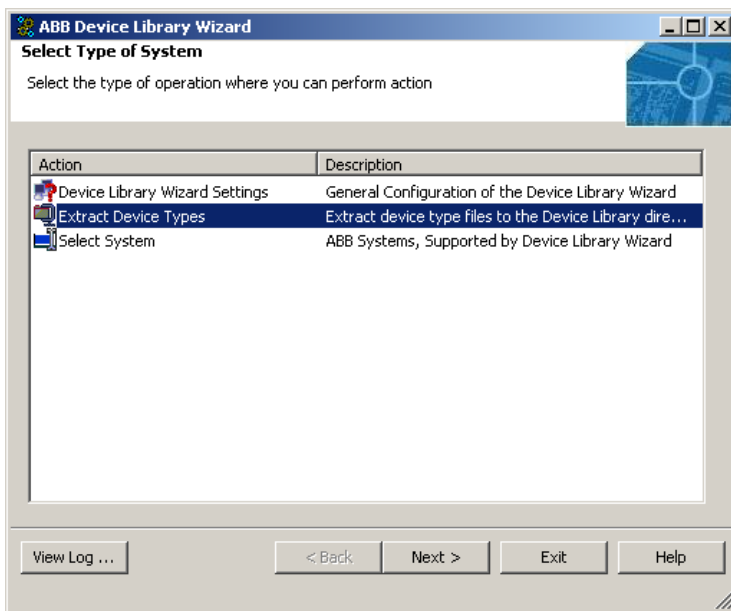 ABB Device Library Wizard
Select Type of System
Select the type of operation where you can perform action
Action Description
Device Library Wizard Settings General Configuration of the Device Library Wizard
Extract Device Types Extract device type files to the Device Library dire...
Select System ABB Systems, Supported by Device Library Wizard
View Log ... < Back Next > Exit Help